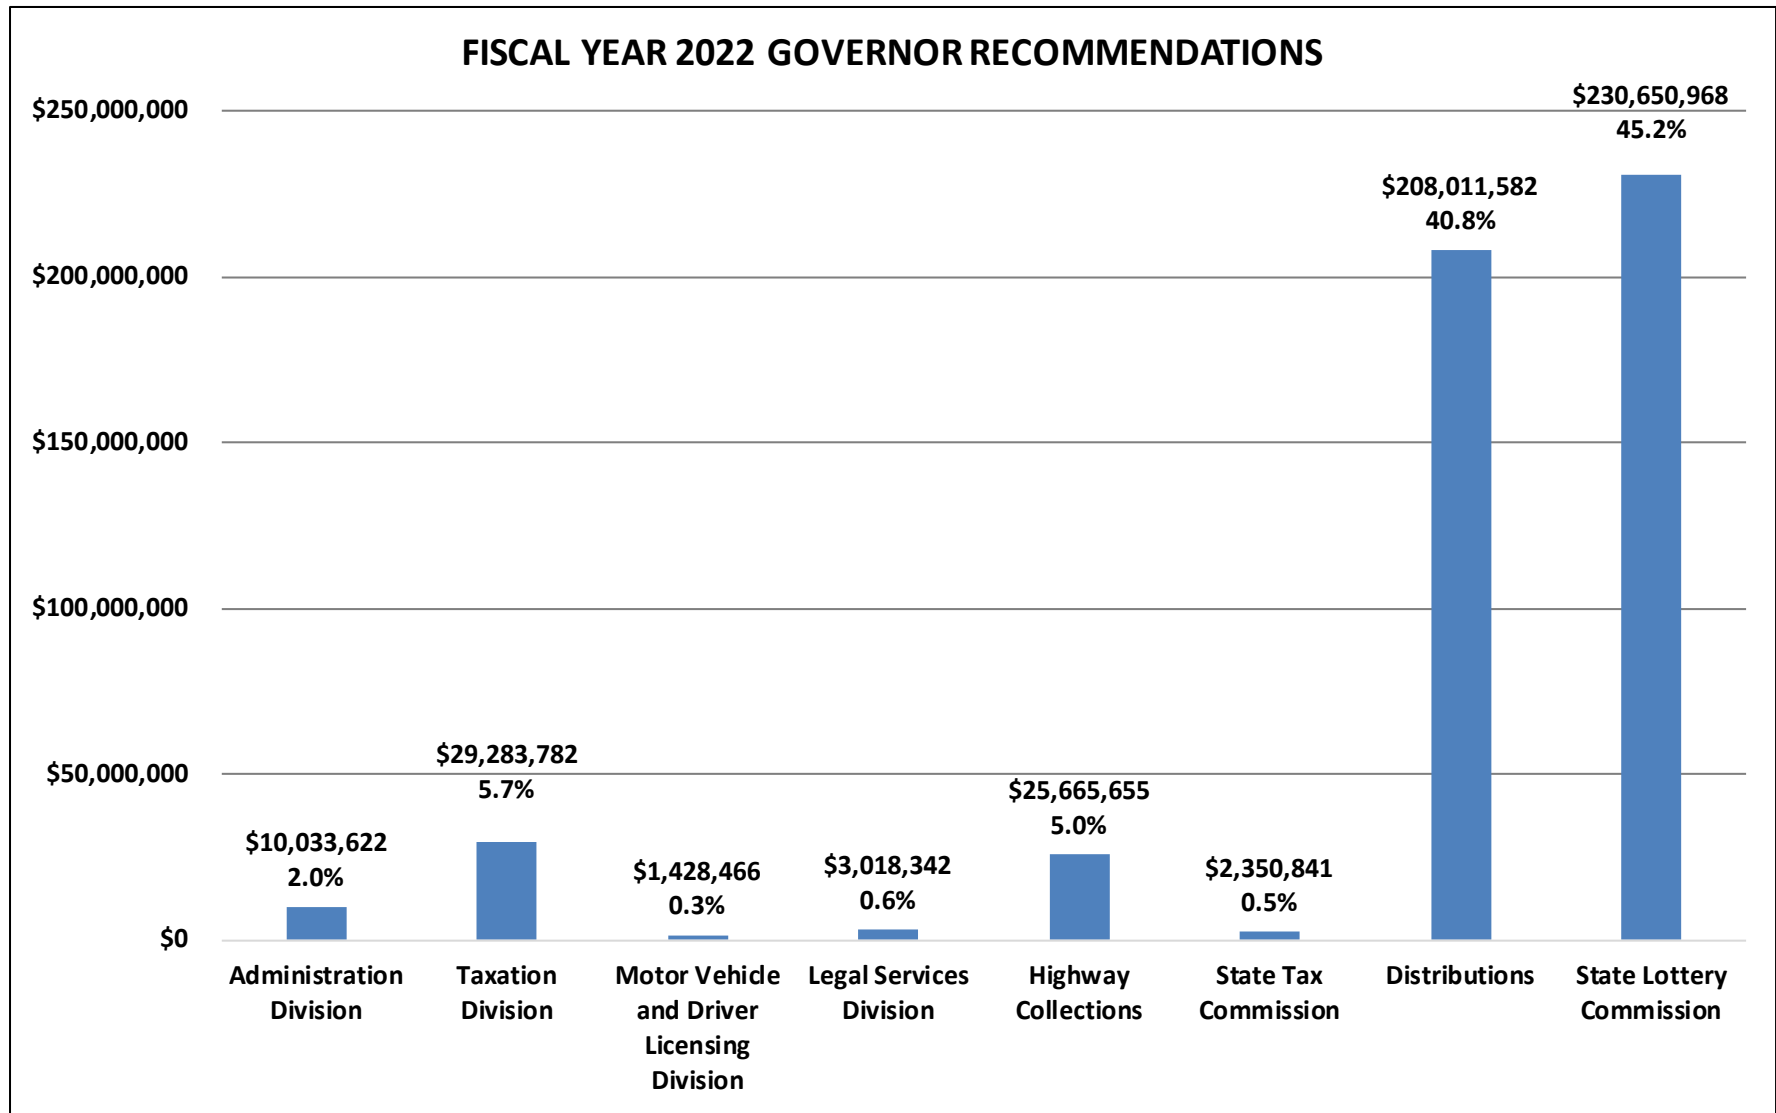 FISCAL YEAR 2022 GOVERNOR RECOMMENDATIONS
$250,000,000
$200,000,000
$150,000,000
$100,000,000
$50,000,000
$0
$10,033,622
2.0%
$29,283,782
5.7%
$1,428,466
0.3%
$3,018,342
0.6%
$25,665,655
5.0%
$2,350,841
0.5%
$208,011,582
40.8%
$230,650,968
45.2%
Administration
Division
Taxation
Division
Motor Vehicle
and Driver
Licensing
Division
Legal Services
Division
Highway
Collections
State Tax
Commission
Distributions
State Lottery
Commission